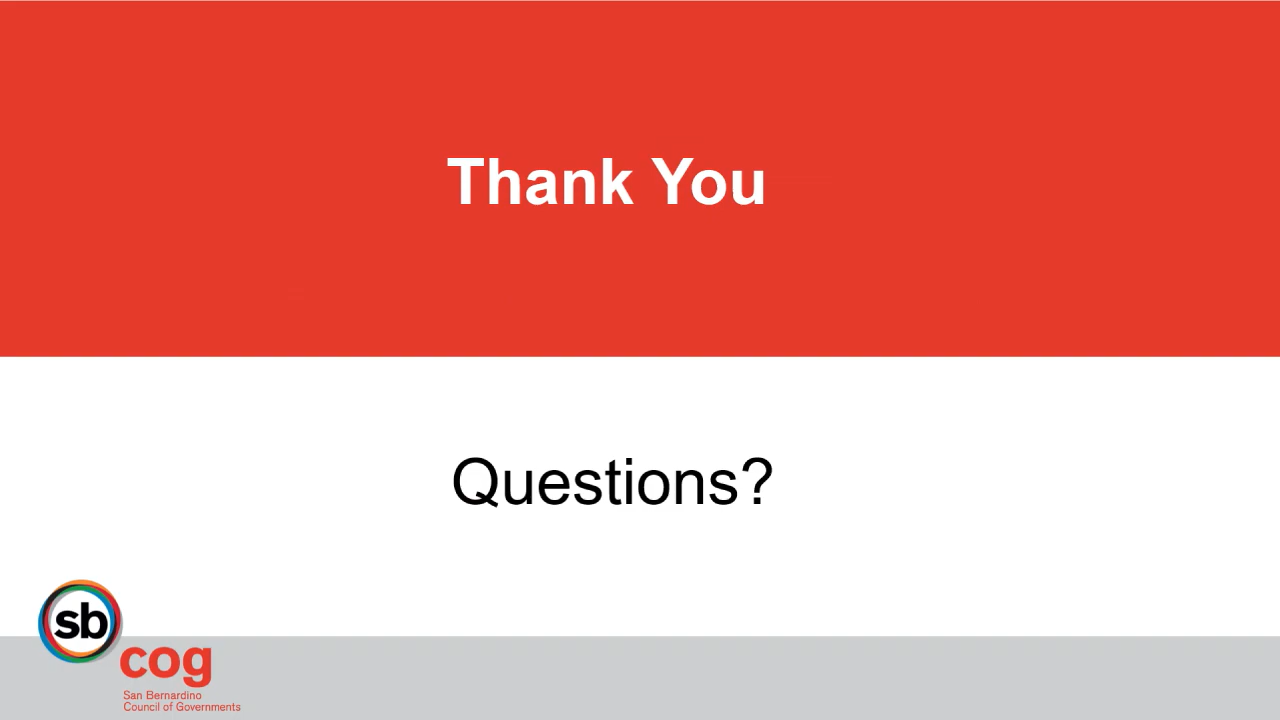 Thank You
Questions?
sb
cog
San Bernardino
Council of Governments